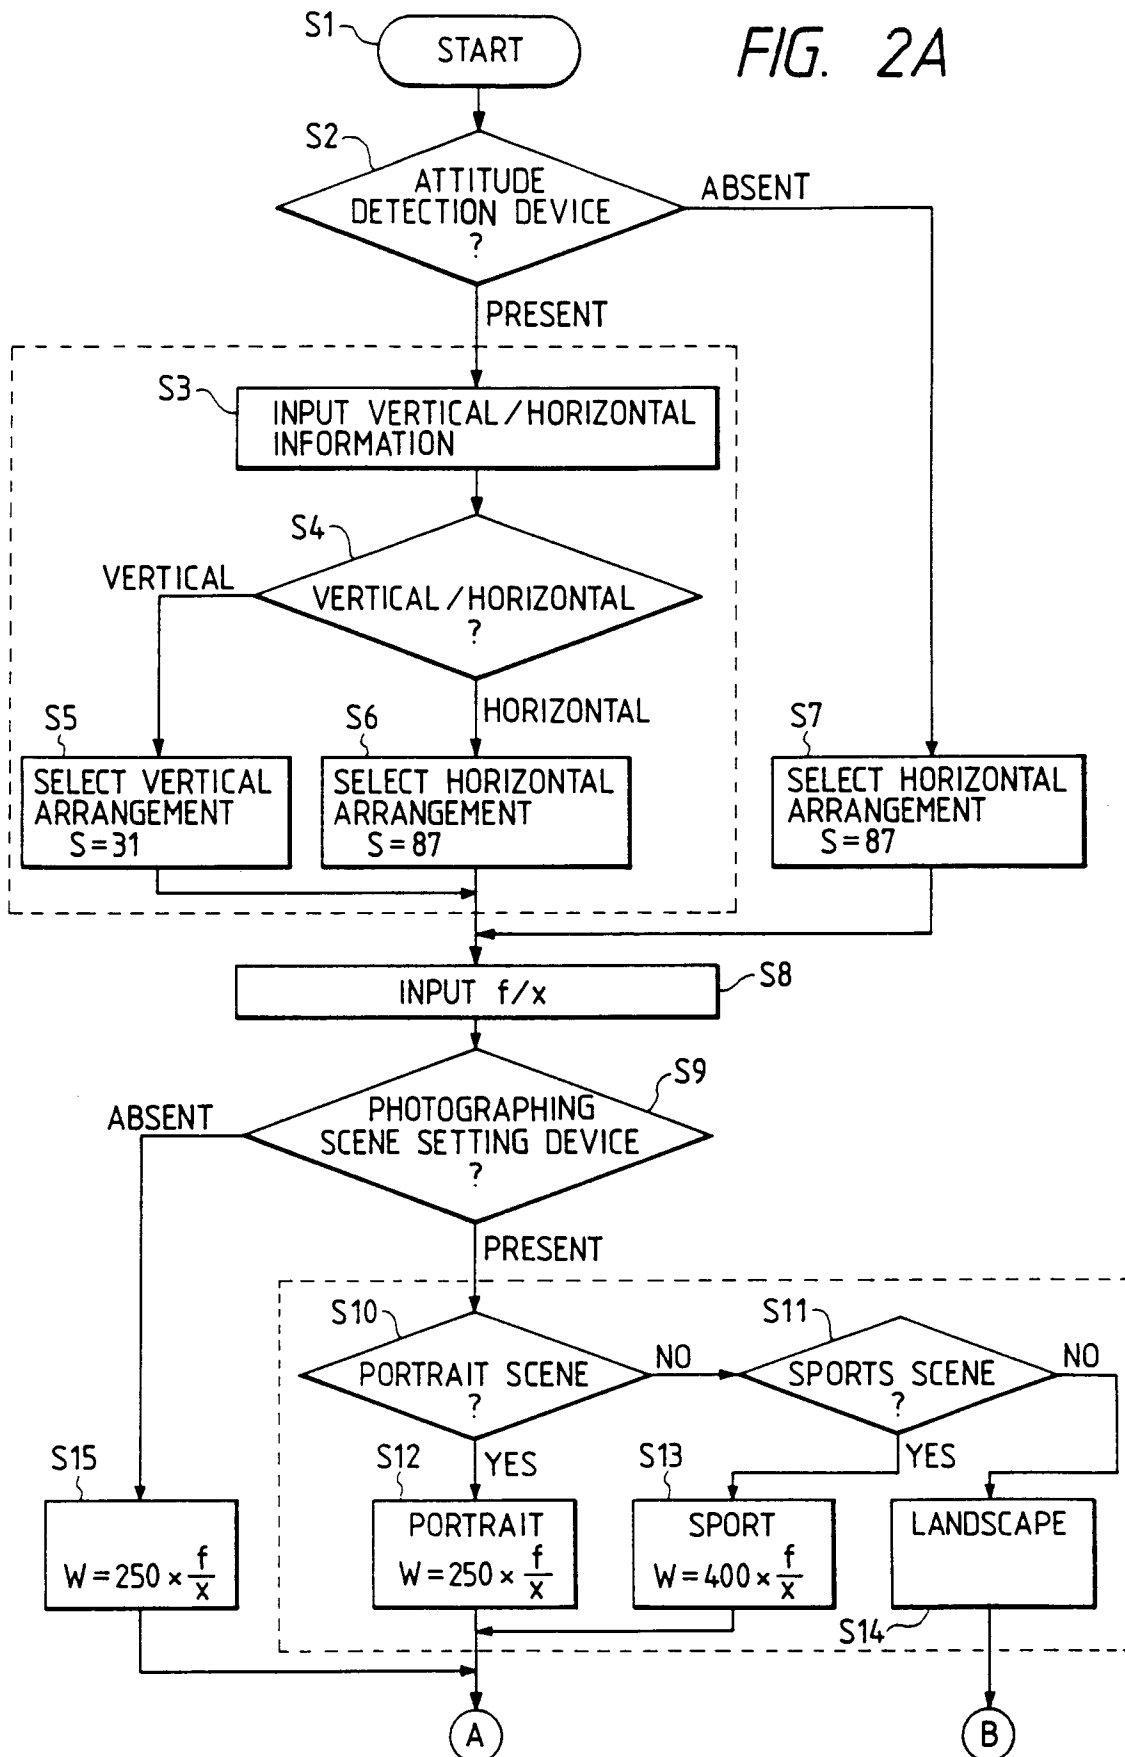 FIG. 2A
S1
START
S2
ATTITUDE
DETECTION DEVICE
?
ABSENT
PRESENT
S3
INPUT VERTICAL/HORIZONTAL
INFORMATION
S4
VERTICAL
VERTICAL/HORIZONTAL
?
HORIZONTAL
S5
SELECT VERTICAL
ARRANGEMENT
S=31
S6
SELECT HORIZONTAL
ARRANGEMENT
S=87
S7
SELECT HORIZONTAL
ARRANGEMENT
S=87
INPUT f/x
S8
S9
ABSENT
PHOTOGRAPHING
SCENE SETTING DEVICE
?
PRESENT
S10
PORTRAIT SCENE
?
NO
S11
SPORTS SCENE
?
NO
YES
YES
S15
W=250×f/x
S12
PORTRAIT
W=250×f/x
S13
SPORT
W=400×f/x
LANDSCAPE
S14
A
B